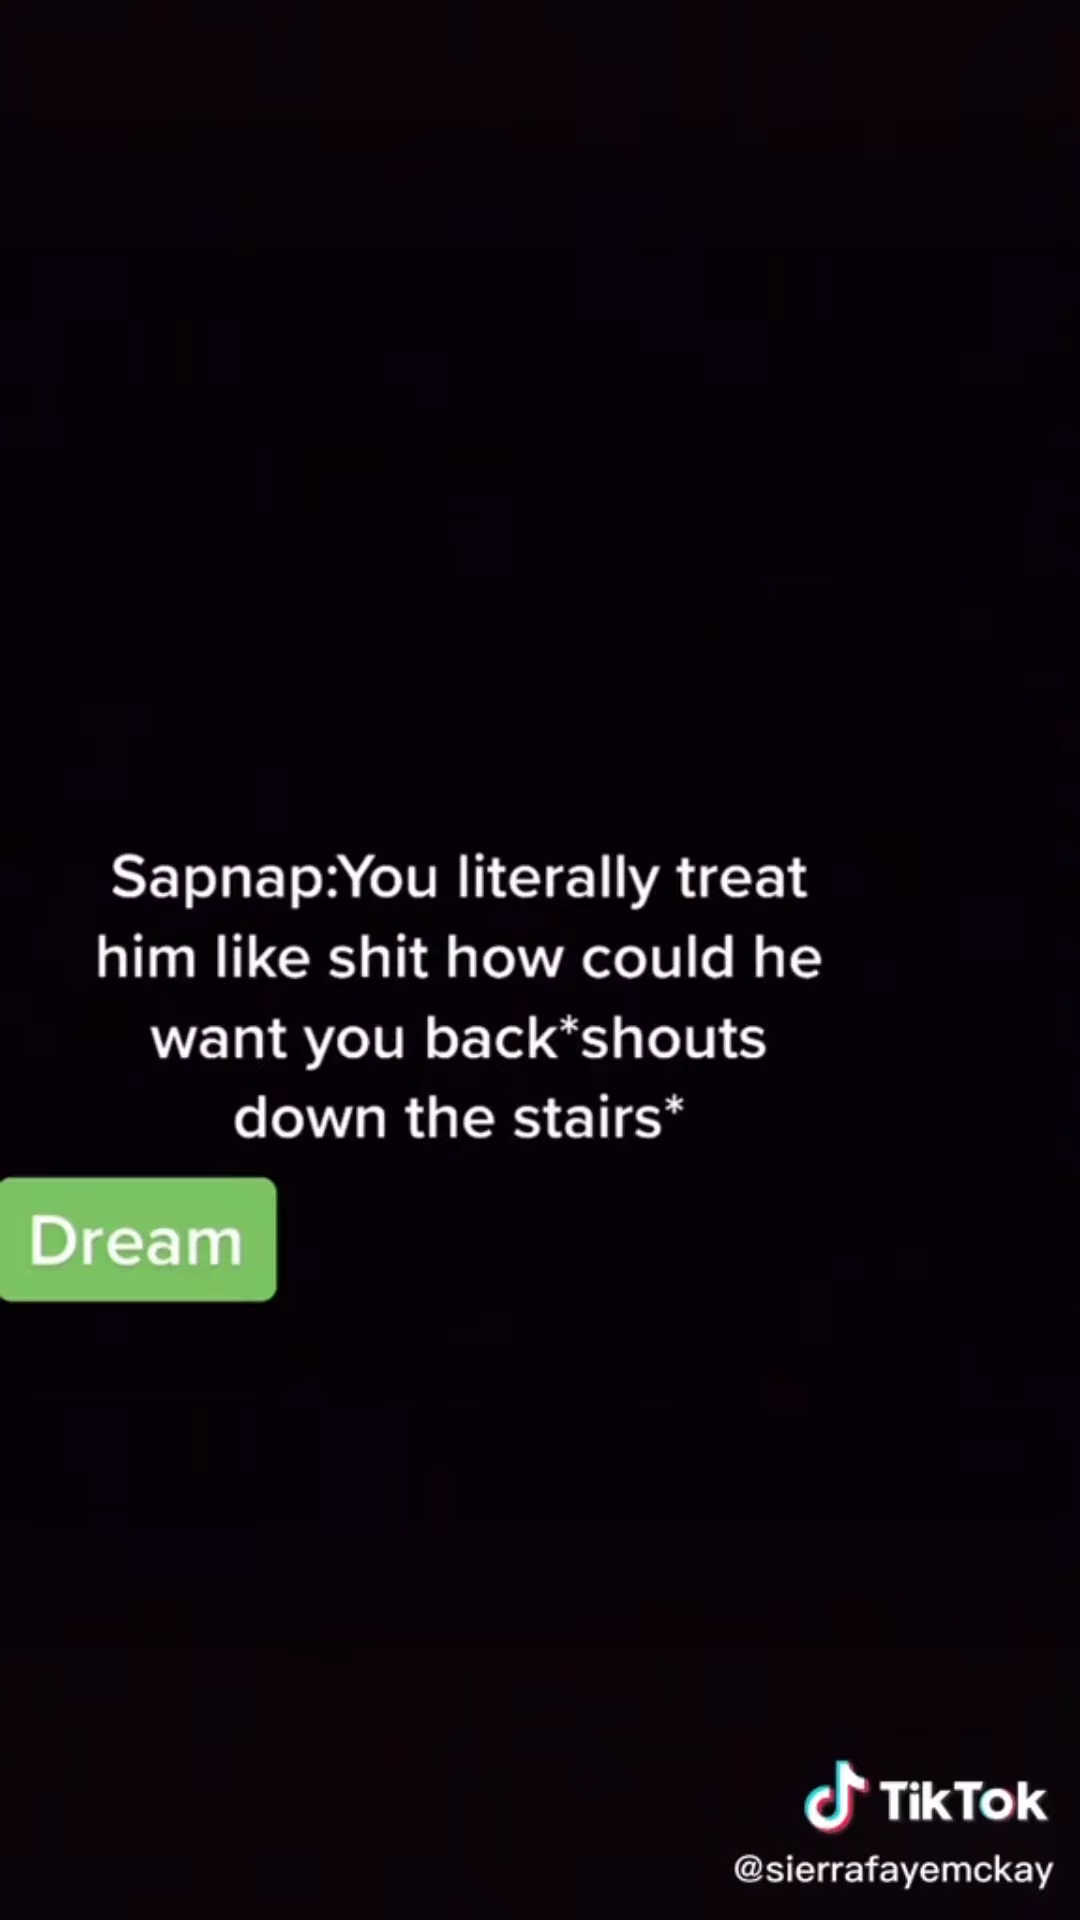 Sapnap:You literally treat
him like shit how could he
want you back*shouts
down the stairs*
Dream
TikTok
@sierrafayemckay